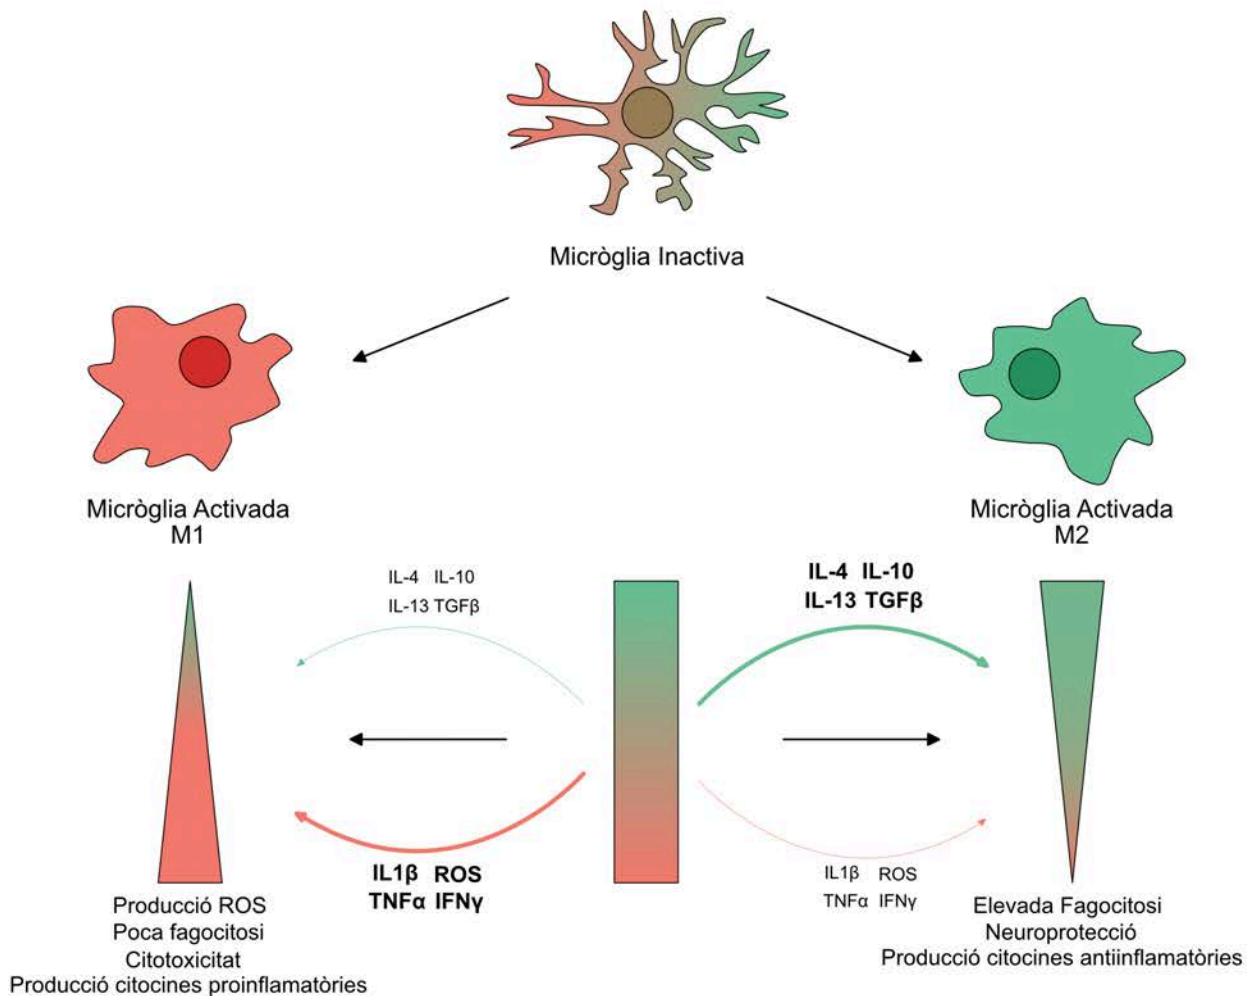 Micròglia Inactiva
Micròglia Activada
M1
Micròglia Activada
M2
IL-4 IL-10
IL-13 TGFβ
IL-4 IL-10
IL-13 TGFβ
IL1β ROS
TNFα IFNγ
IL1β ROS
TNFα IFNγ
Producció ROS
Poca fagocitosi
Citotoxicitat
Producció citocines proinflamatòries
Elevada Fagocitosi
Neuroprotecció
Producció citocines antiinflamatòries